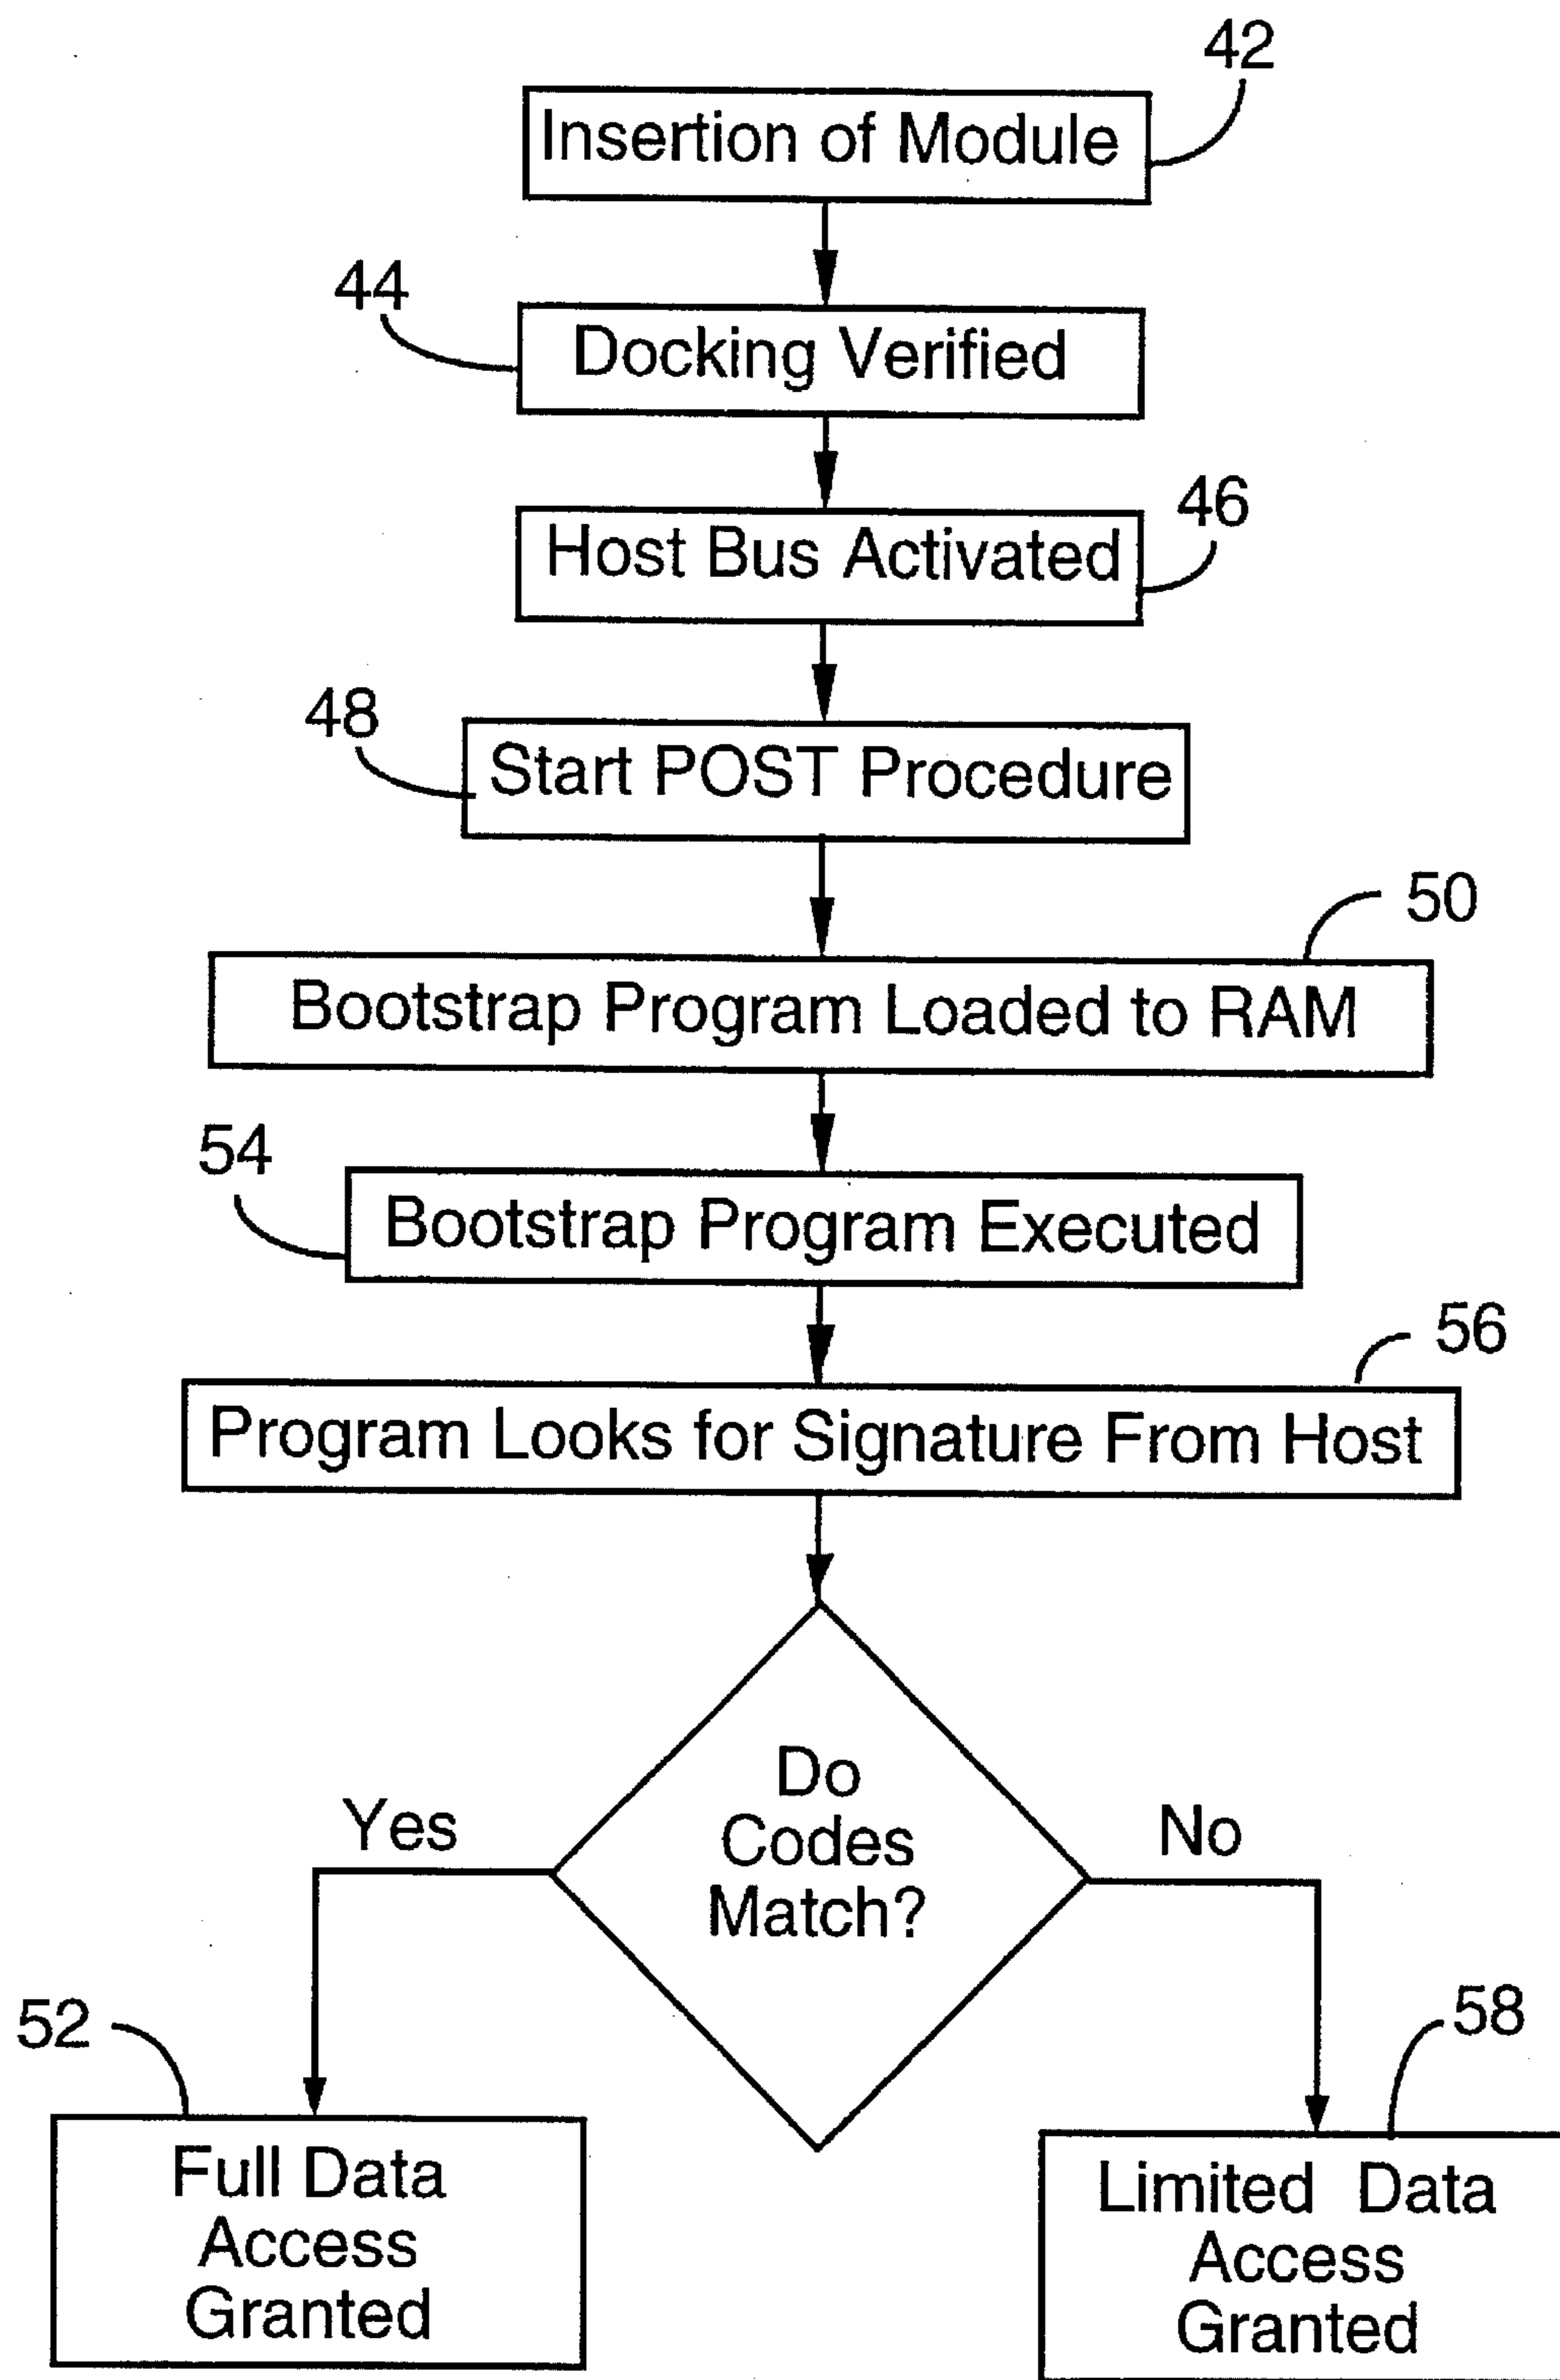 42
Insertion of Module
44
Docking Verified
46
Host Bus Activated
48
Start POST Procedure
50
Bootstrap Program Loaded to RAM
54
Bootstrap Program Executed
56
Program Looks for Signature From Host
Do
Codes
Match?
Yes
No
52
58
Full Data
Access
Granted
Limited Data
Access
Granted